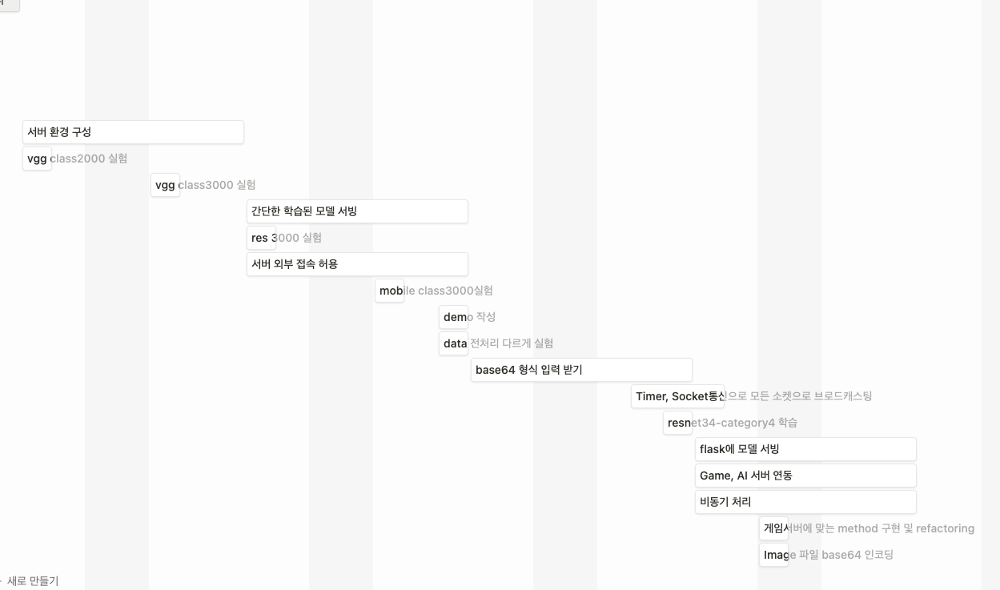 서버 환경 구성
vgg class2000 실험
vgg class3000 실험
간단한 학습된 모델 서빙
res 3000 실험
서버 외부 접속 허용
mobile class3000실험
demo 작성
data 전처리 다르게 실험
base64 형식 입력 받기
Timer, Socket통신으로 모든 소켓으로 브로드캐스팅
resnet34-category4 학습
flask에 모델 서빙
Game, AI 서버 연동
비동기 처리
게임서버에 맞는 method 구현 및 refactoring
Image 파일 base64 인코딩
새로 만들기